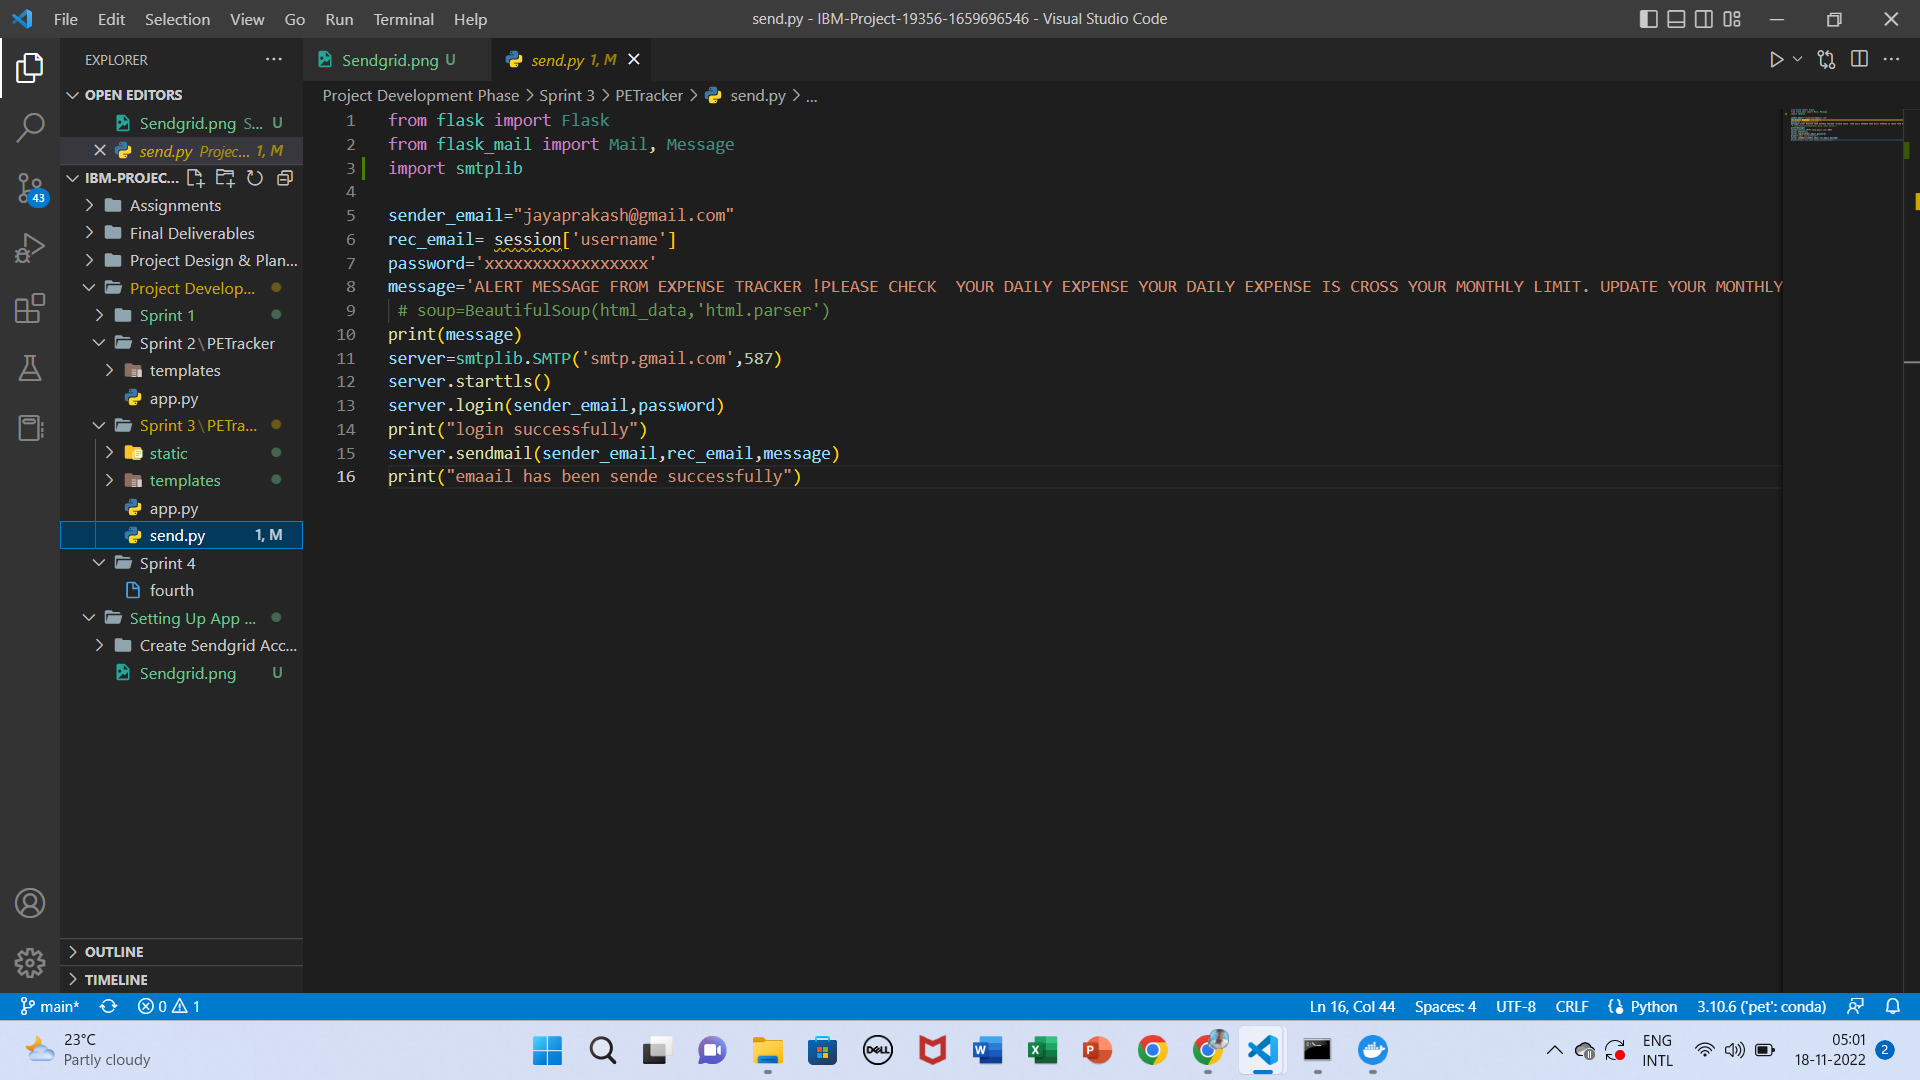 File Edit Selection View Go Run Terminal Help
send.py - IBM-Project-19356-1659696546 - Visual Studio Code
EXPLORER
OPEN EDITORS
Sendgrid.png S... U
send.py Projec... 1, M
IBM-PROJEC...
Assignments
Final Deliverables
Project Design & Plan...
Project Develop...
Sprint 1
Sprint 2\PETracker
templates
app.py
Sprint 3\PETra...
static
templates
app.py
send.py 1, M
Sprint 4
fourth
Setting Up App ...
Create Sendgrid Acc...
Sendgrid.png U
OUTLINE
TIMELINE
43
Sendgrid.png U
send.py 1, M
Project Development Phase > Sprint 3 > PETracker > send.py > ...
1 from flask import Flask
2 from flask_mail import Mail, Message
3 import smtplib
4
5 sender_email="jayaprakash@gmail.com"
6 rec_email= session['username']
7 password='xxxxxxxxxxxxxxxxx'
8 message='ALERT MESSAGE FROM EXPENSE TRACKER !PLEASE CHECK  YOUR DAILY EXPENSE YOUR DAILY EXPENSE IS CROSS YOUR MONTHLY LIMIT. UPDATE YOUR MONTHLY
9 # soup=BeautifulSoup(html_data,'html.parser')
10 print(message)
11 server=smtplib.SMTP('smtp.gmail.com',587)
12 server.starttls()
13 server.login(sender_email,password)
14 print("login successfully")
15 server.sendmail(sender_email,rec_email,message)
16 print("emaail has been sende successfully")
main* 0 1
Ln 16, Col 44 Spaces: 4 UTF-8 CRLF Python 3.10.6 ('pet': conda)
23°C
Partly cloudy
DELL
ENG
INTL
05:01
18-11-2022
2